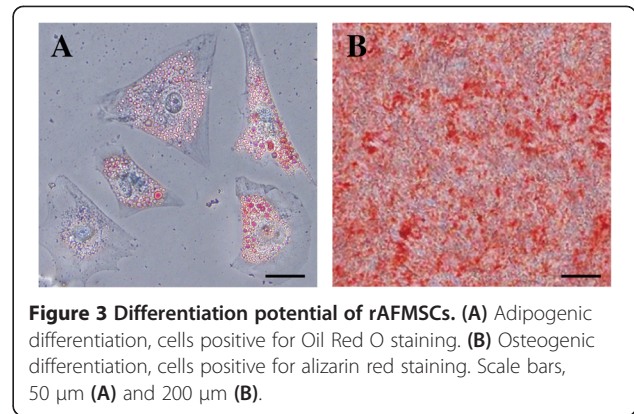 A
B
Figure 3 Differentiation potential of rAFMSCs. (A) Adipogenic
differentiation, cells positive for Oil Red O staining. (B) Osteogenic
differentiation, cells positive for alizarin red staining. Scale bars,
50 μm (A) and 200 μm (B).